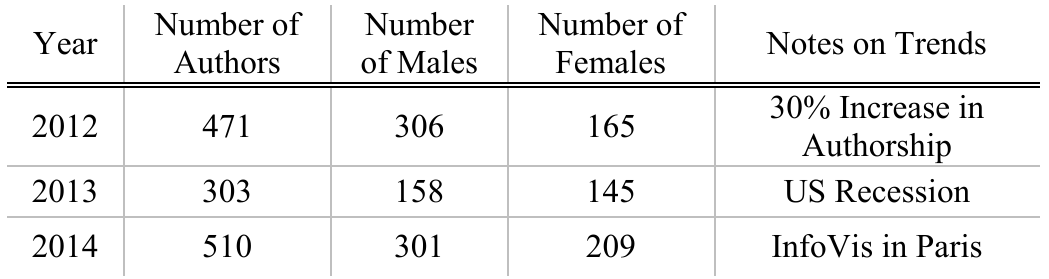 Year Number of Authors Number of Males Number of Females Notes on Trends
2012 471 306 165 30% Increase in Authorship
2013 303 158 145 US Recession
2014 510 301 209 InfoVis in Paris